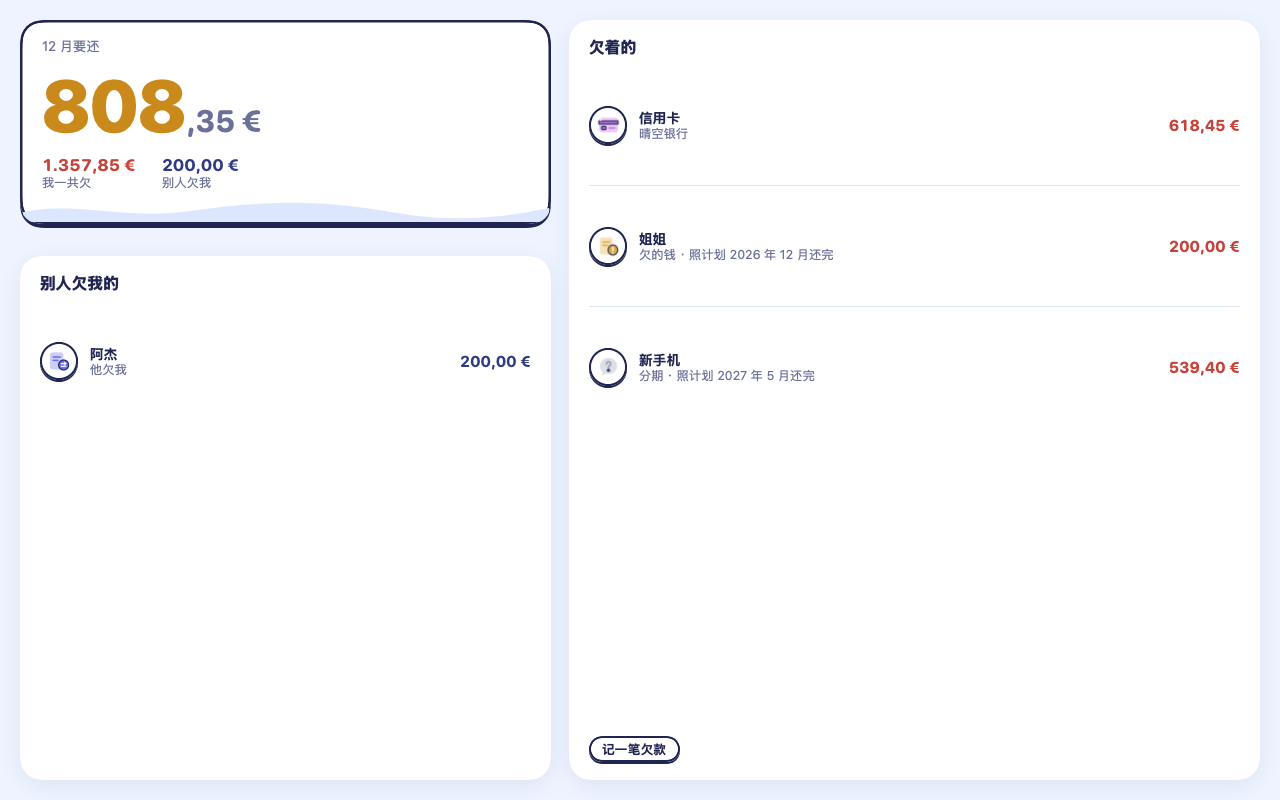 12 月要还
808,35 €
1.357,85 € 200,00 €
我一共欠 别人欠我
别人欠我的
阿杰
他欠我
200,00 €
欠着的
信用卡
晴空银行
618,45 €
姐姐
欠的钱 · 照计划 2026 年 12 月还完
200,00 €
新手机
分期 · 照计划 2027 年 5 月还完
539,40 €
记一笔欠款